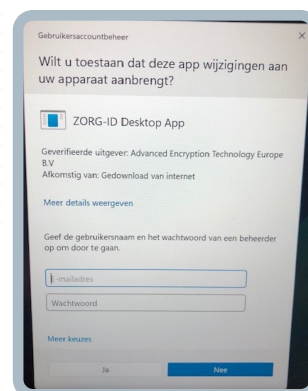 Gebruikersaccountbeheer
Wilt u toestaan dat deze app wijzigingen aan
uw apparaat aanbrengt?
ZORG-ID Desktop App
Geverifieerde uitgever: Advanced Encryption Technology Europe
B.V
Afkomstig van: Gedownload van internet
Meer details weergeven
Geef de gebruikersnaam en het wachtwoord van een beheerder
op om door te gaan.
E-mailadres
Wachtwoord
Meer keuzes
Ja
Nee